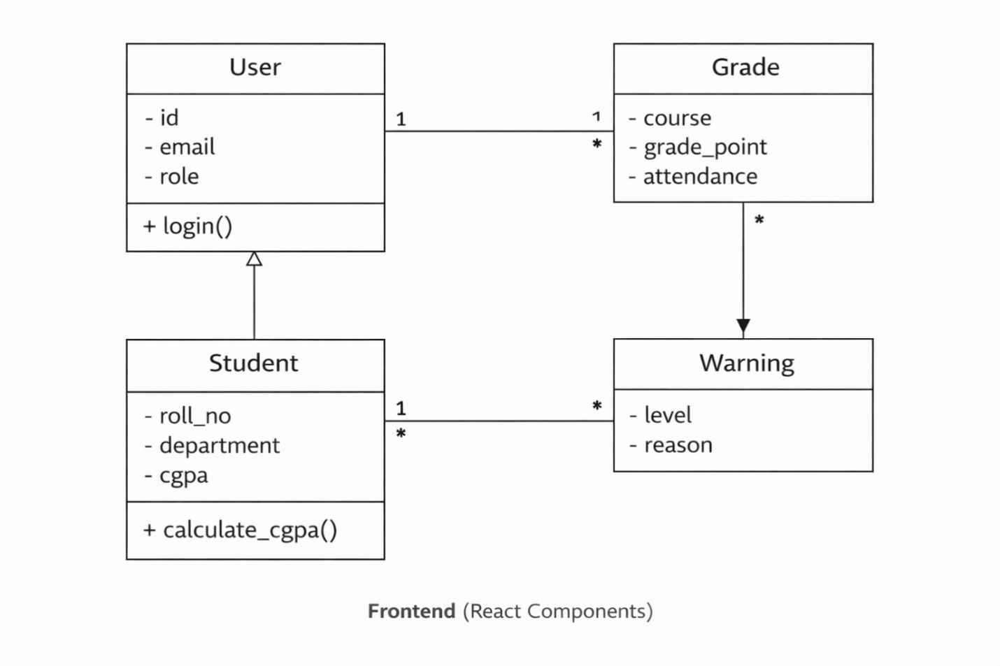 User
- id
- email
- role
+ login()
1
1
*
Grade
- course
- grade_point
- attendance
*
Student
- roll_no
- department
- cgpa
+ calculate_cgpa()
1
*
*
Warning
- level
- reason
Frontend (React Components)